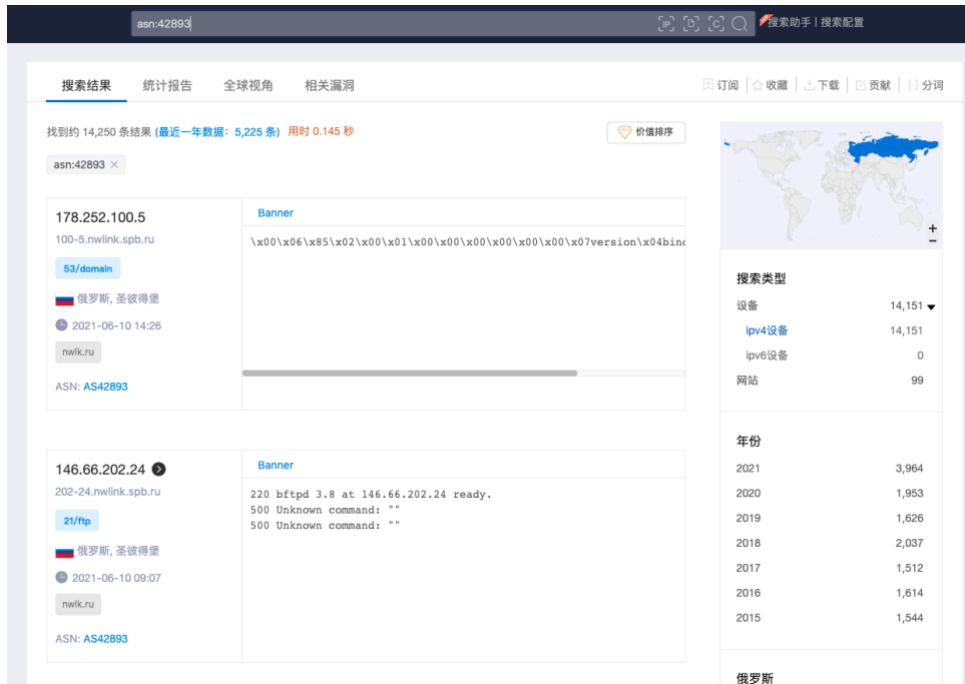 asn:42893
搜索助手 | 搜索配置
搜索结果 统计报告 全球视角 相关漏洞
订阅 收藏 下载 贡献 分词
找到约 14,250 条结果 (最近一年数据: 5,225 条) 用时 0.145 秒
价值排序
asn:42893 ×
178.252.100.5
100-5.nwlink.spb.ru
53/domain
俄罗斯, 圣彼得堡
2021-06-10 14:26
nwlk.ru
ASN: AS42893
Banner
\x00\x06\x85\x02\x00\x01\x00\x00\x00\x00\x00\x00\x07version\x04bind
146.66.202.24
202-24.nwlink.spb.ru
21/ftp
俄罗斯, 圣彼得堡
2021-06-10 09:07
nwlk.ru
ASN: AS42893
Banner
220 bftpd 3.8 at 146.66.202.24 ready.
500 Unknown command: ""
500 Unknown command: ""
+
−
搜索类型
设备 14,151
ipv4设备 14,151
ipv6设备 0
网站 99
年份
2021 3,964
2020 1,953
2019 1,626
2018 2,037
2017 1,512
2016 1,614
2015 1,544
俄罗斯